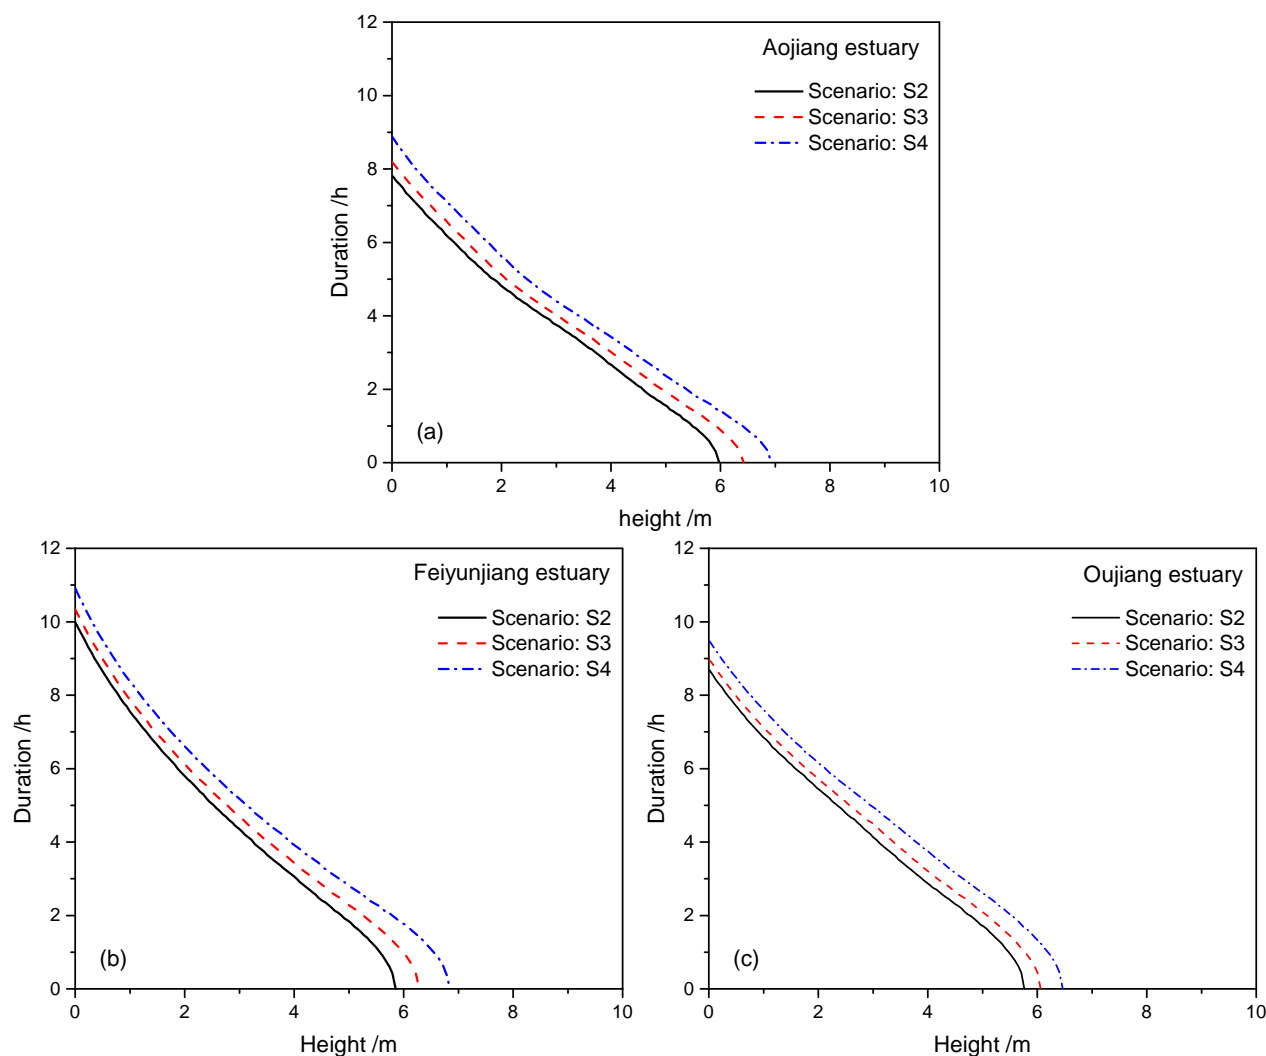 12
10
8
6
4
2
0
Duration /h
Aojiang estuary
Scenario: S2
Scenario: S3
Scenario: S4
(a)
0 2 4 6 8 10
height /m
12
10
8
6
4
2
0
Duration /h
Feiyunjiang estuary
Scenario: S2
Scenario: S3
Scenario: S4
(b)
0 2 4 6 8 10
Height /m
12
10
8
6
4
2
0
Duration /h
Oujiang estuary
Scenario: S2
Scenario: S3
Scenario: S4
(c)
0 2 4 6 8 10
Height /m